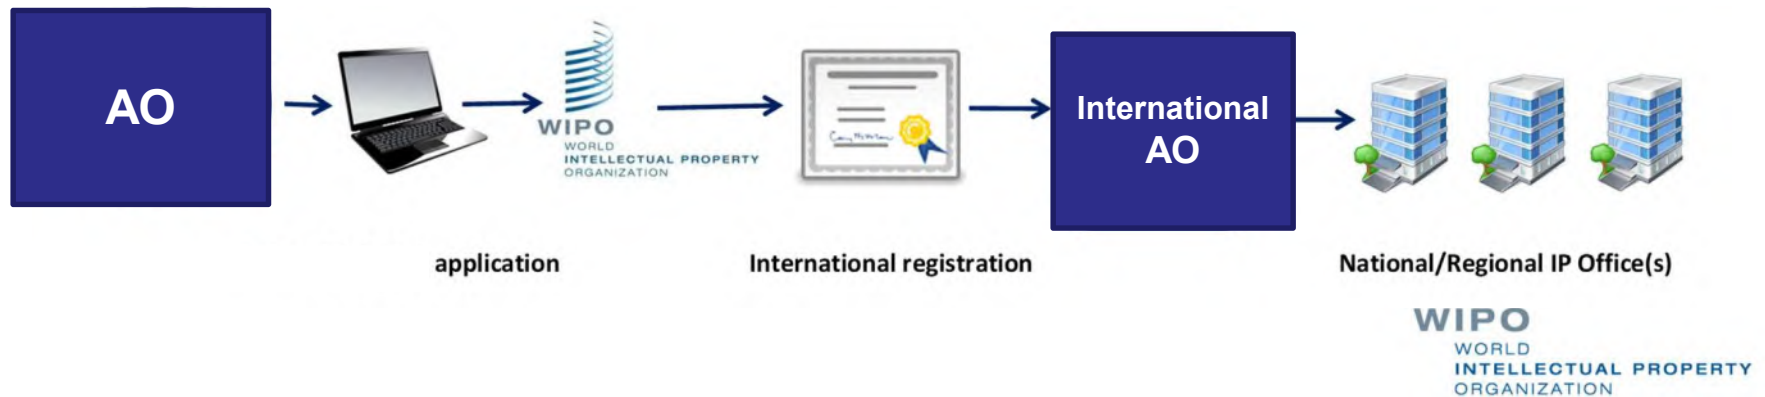 AO
WIPO
WORLD
INTELLECTUAL PROPERTY
ORGANIZATION
International
AO
application
International registration
National/Regional IP Office(s)
WIPO
WORLD
INTELLECTUAL PROPERTY
ORGANIZATION